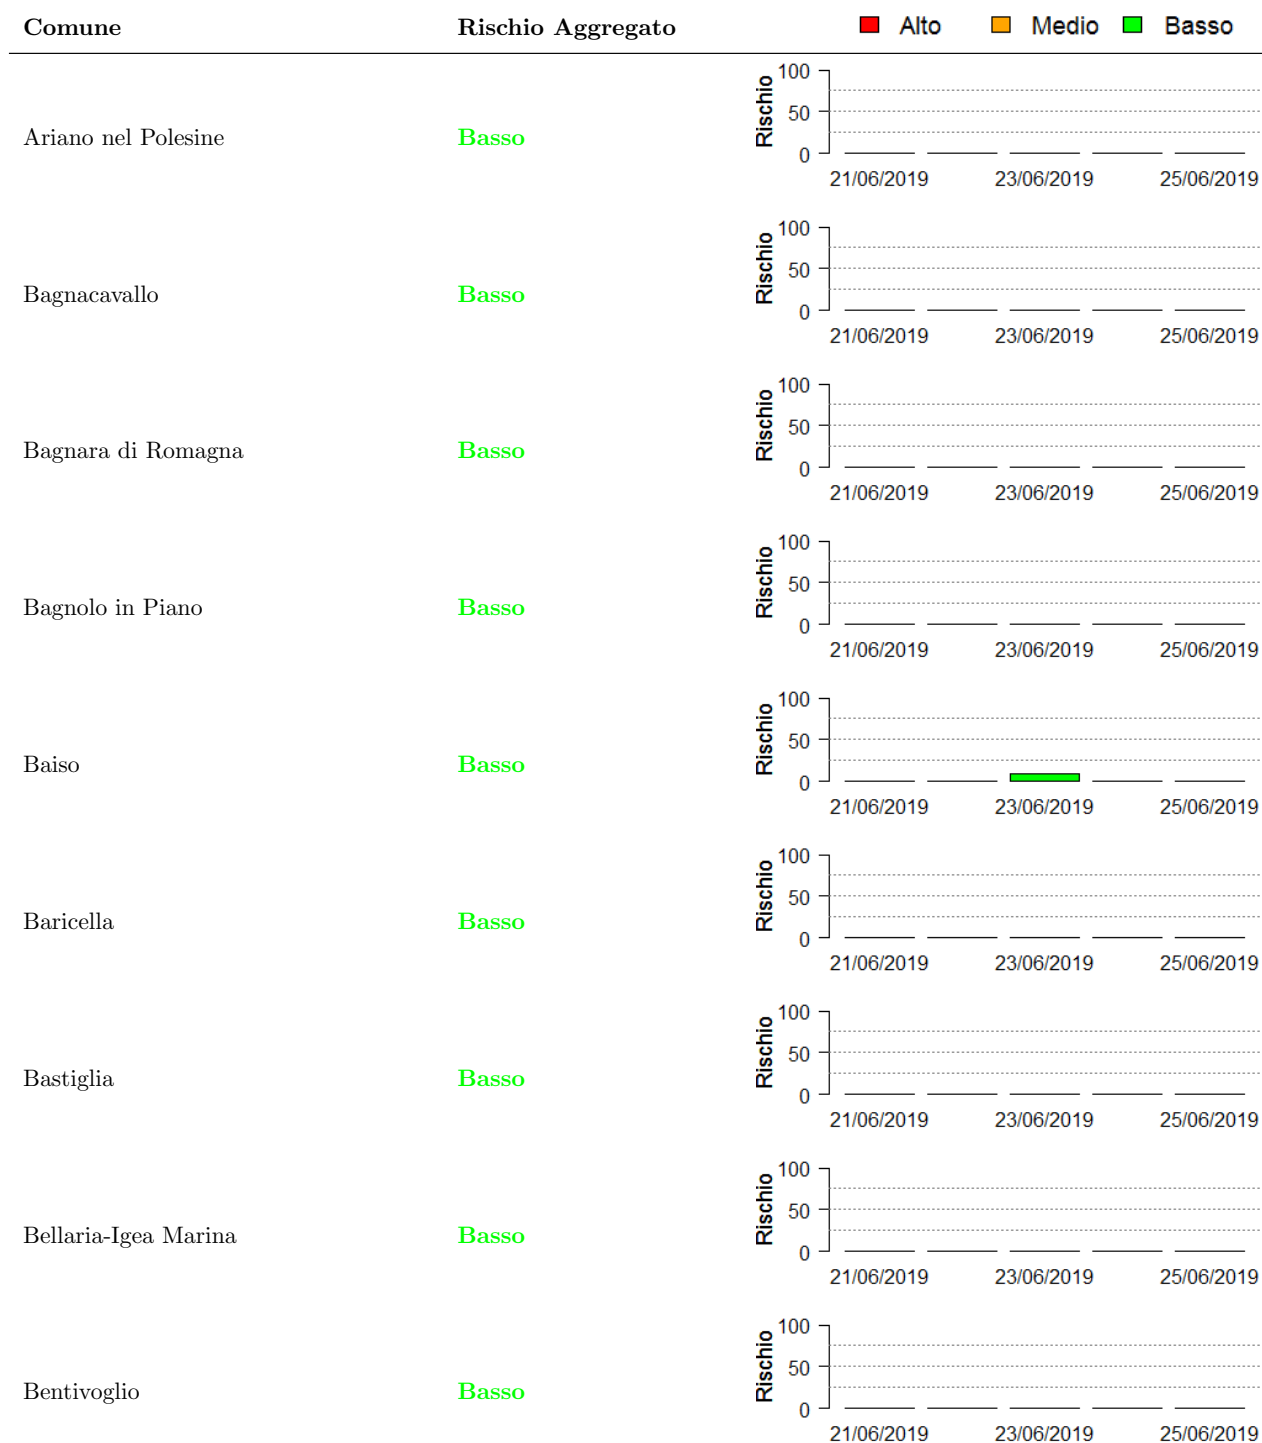 Comune Rischio Aggregato Alto Medio Basso
100
50
0
Rischio
Ariano nel Polesine Basso
21/06/2019 23/06/2019 25/06/2019
100
50
0
Rischio
Bagnacavallo Basso
21/06/2019 23/06/2019 25/06/2019
100
50
0
Rischio
Bagnara di Romagna Basso
21/06/2019 23/06/2019 25/06/2019
100
50
0
Rischio
Bagnolo in Piano Basso
21/06/2019 23/06/2019 25/06/2019
100
50
0
Rischio
Baiso Basso
21/06/2019 23/06/2019 25/06/2019
100
50
0
Rischio
Baricella Basso
21/06/2019 23/06/2019 25/06/2019
100
50
0
Rischio
Bastiglia Basso
21/06/2019 23/06/2019 25/06/2019
100
50
0
Rischio
Bellaria-Igea Marina Basso
21/06/2019 23/06/2019 25/06/2019
100
50
0
Rischio
Bentivoglio Basso
21/06/2019 23/06/2019 25/06/2019